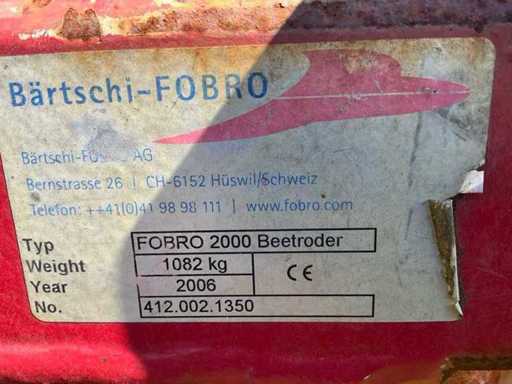 Bärtschi-FOBRO
Bärtschi- AG
Bernstrasse 26 | CH-6152 Hüswil/Schweiz
Telefon: ++41(0)41 98 98 111 | www.fobro.com
Typ FOBRO 2000 Beetroder
Weight 1082 kg
Year 2006 CE
No. 412.002.1350